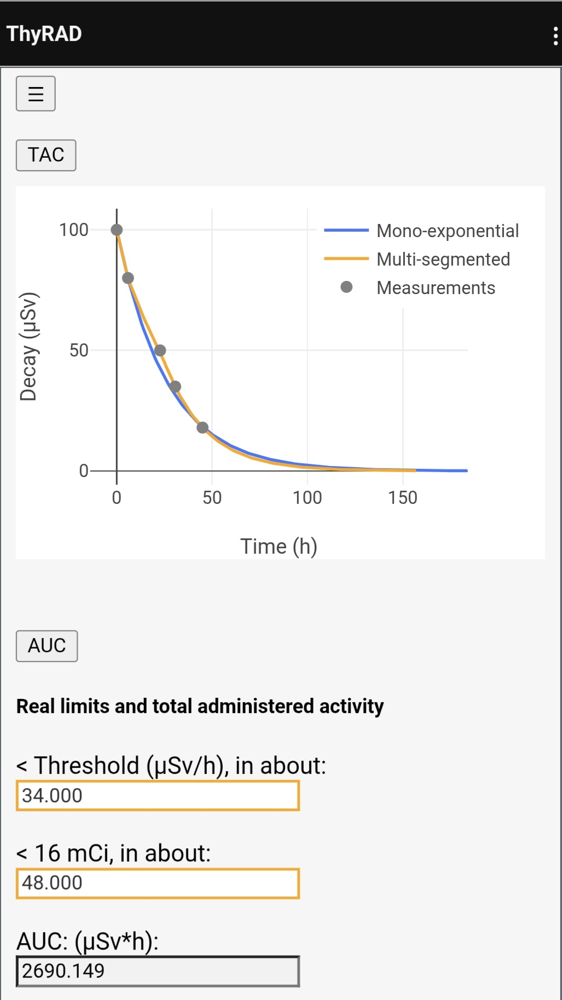 ThyRAD
☰
TAC
100
50
0
Decay (μSv)
Mono-exponential
Multi-segmented
Measurements
0 50 100 150
Time (h)
AUC
Real limits and total administered activity
< Threshold (μSv/h), in about:
34.000
< 16 mCi, in about:
48.000
AUC: (μSv*h):
2690.149